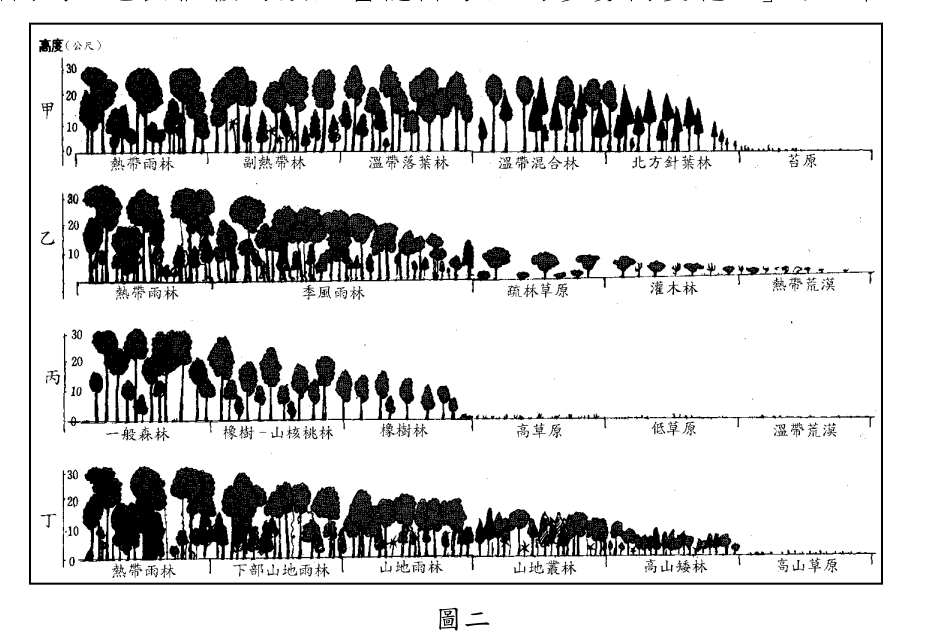 高度(公尺)
甲
30
20
10
0
熱帶雨林 副熱帶林 溫帶落葉林 溫帶混合林 北方針葉林 苔原
乙
30
20
10
熱帶雨林 季風雨林 疏林草原 灌木林 熱帶荒漠
丙
30
20
10
0
一般森林 橡樹-山核桃林 橡樹林 高草原 低草原 溫帶荒漠
丁
30
20
10
0
熱帶雨林 下部山地雨林 山地雨林 山地叢林 高山矮林 高山草原
圖二